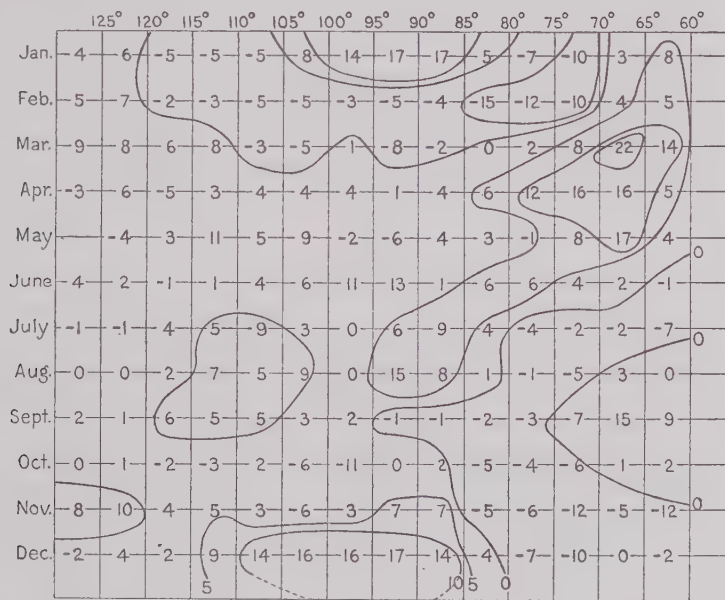 125° 120° 115° 110° 105° 100° 95° 90° 85° 80° 75° 70° 65° 60°
Jan. -4 -6 -5 -5 -5 8 14 17 17 5 -7 -10 3 8
Feb. -5 -7 -2 -3 -5 -5 -3 -5 -4 -15 -12 -10 4 5
Mar. -9 8 6 8 -3 -5 1 -8 -2 0 2 8 22 14
Apr. -3 6 -5 3 4 4 4 1 4 6 12 16 16 5
May -4 3 11 5 9 -2 -6 4 3 -1 8 17 4
0
June 4 2 -1 1 4 6 11 13 1 6 6 4 2 -1
July -1 -1 4 5 9 3 0 6 9 4 -4 -2 -2 -7
0
Aug. 0 0 2 7 5 9 0 15 8 1 -1 -5 3 0
Sept. 2 1 6 5 5 3 2 -1 -1 -2 -3 7 15 9
Oct. 0 1 -2 -3 -2 -6 -11 0 2 -5 -4 -6 1 2
0
Nov. 8 10 4 5 3 -6 -3 7 7 -5 -6 -12 -5 -12
Dec. -2 4 2 9 14 16 16 17 14 4 -7 -10 0 -2
5 10 5 0